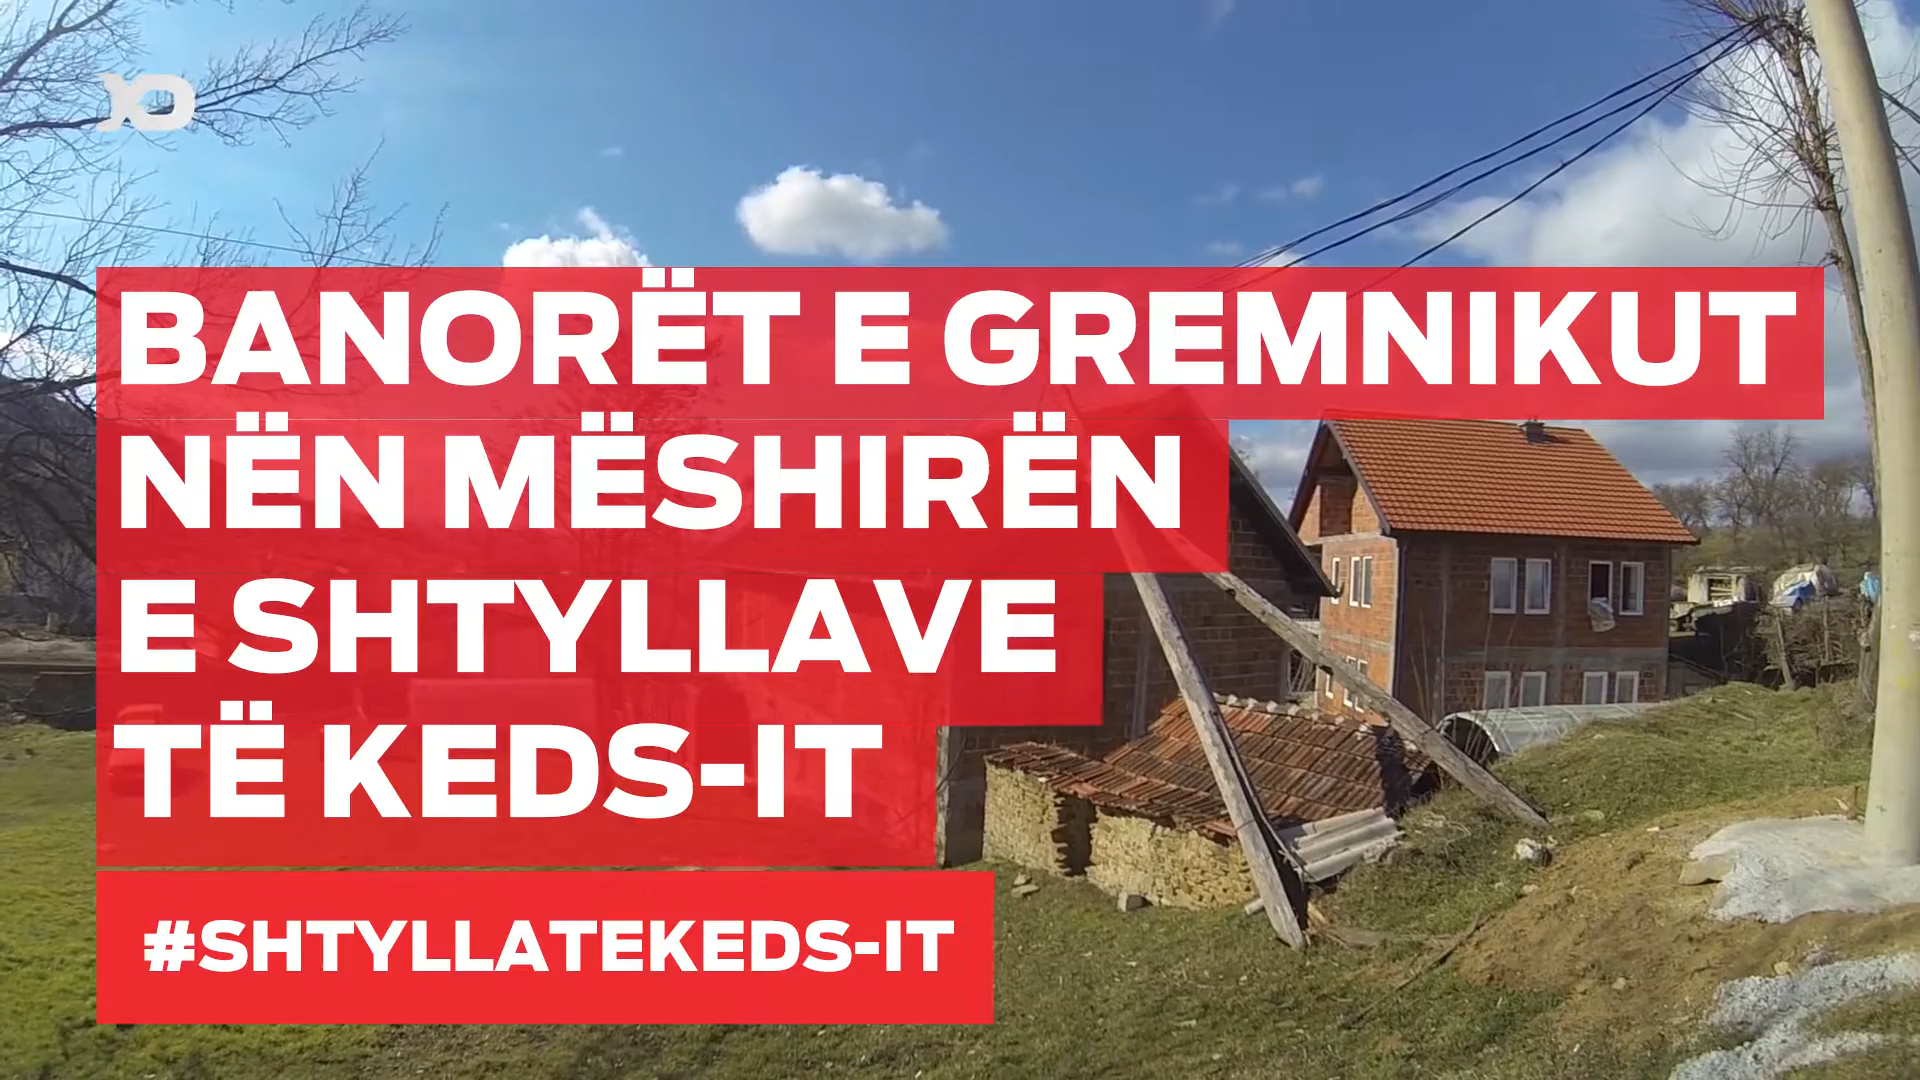 BANORËT E GREMNIKUT
NËN MËSHIRËN
E SHTYLLAVE
TË KEDS-IT
#SHTYLLATEKEDS-IT